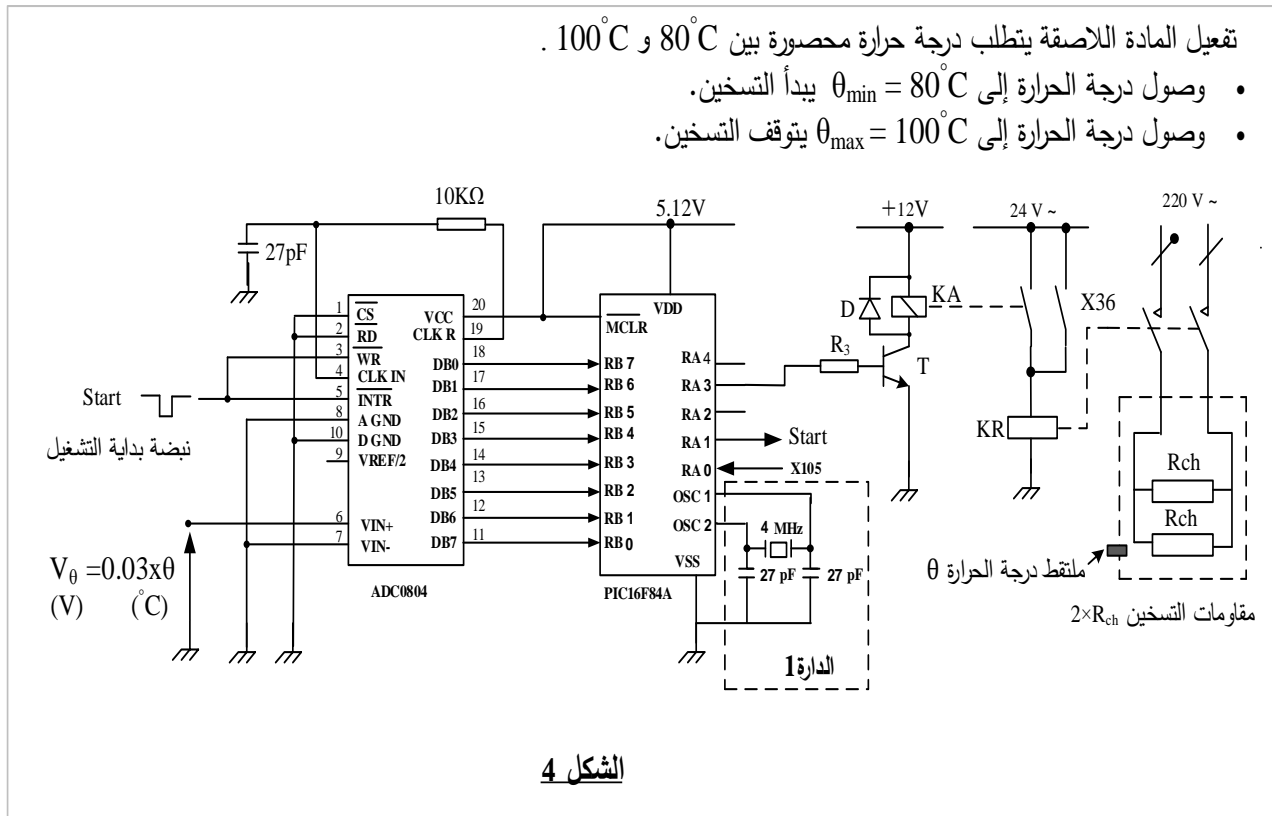 تفعيل المادة اللاصقة يتطلب درجة حرارة محصورة بين 80°C و 100°C .
• وصول درجة الحرارة إلى θmin = 80°C يبدأ التسخين.
• وصول درجة الحرارة إلى θmax = 100°C يتوقف التسخين.
10KΩ
27pF
5.12V
+12V
24 V ~
220 V ~
1 CS
2 RD
3 WR
4 CLK IN
5 INTR
8 A GND
10 D GND
9 VREF/2
6 VIN+
7 VIN-
VCC 20
CLK R 19
DB0 18
DB1 17
DB2 16
DB3 15
DB4 14
DB5 13
DB6 12
DB7 11
ADC0804
Start
نبضة بداية التشغيل
Vθ =0.03xθ
(V) (°C)
VDD
MCLR
RB 7
RB 6
RB 5
RB 4
RB 3
RB 2
RB 1
RB 0
RA 4
RA 3
RA 2
RA 1
RA 0
OSC 1
OSC 2
VSS
PIC16F84A
Start
X105
4 MHz
27 pF 27 pF
الدارة1
R3
D
KA
T
X36
KR
Rch
Rch
ملتقط درجة الحرارة θ
مقاومات التسخين 2×Rch
الشكل 4